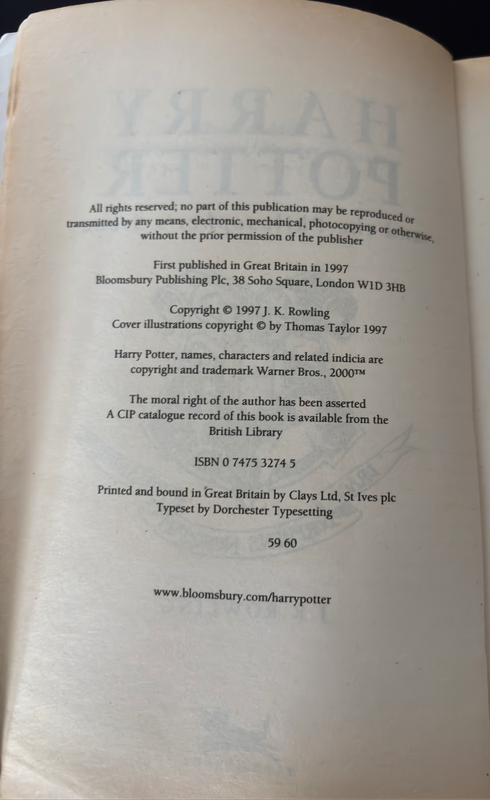 HARRY
POTTER
All rights reserved; no part of this publication may be reproduced or
transmitted by any means, electronic, mechanical, photocopying or otherwise,
without the prior permission of the publisher
First published in Great Britain in 1997
Bloomsbury Publishing Plc, 38 Soho Square, London W1D 3HB
Copyright © 1997 J. K. Rowling
Cover illustrations copyright © by Thomas Taylor 1997
Harry Potter, names, characters and related indicia are
copyright and trademark Warner Bros., 2000™
The moral right of the author has been asserted
A CIP catalogue record of this book is available from the
British Library
ISBN 0 7475 3274 5
Printed and bound in Great Britain by Clays Ltd, St Ives plc
Typeset by Dorchester Typesetting
59 60
www.bloomsbury.com/harrypotter